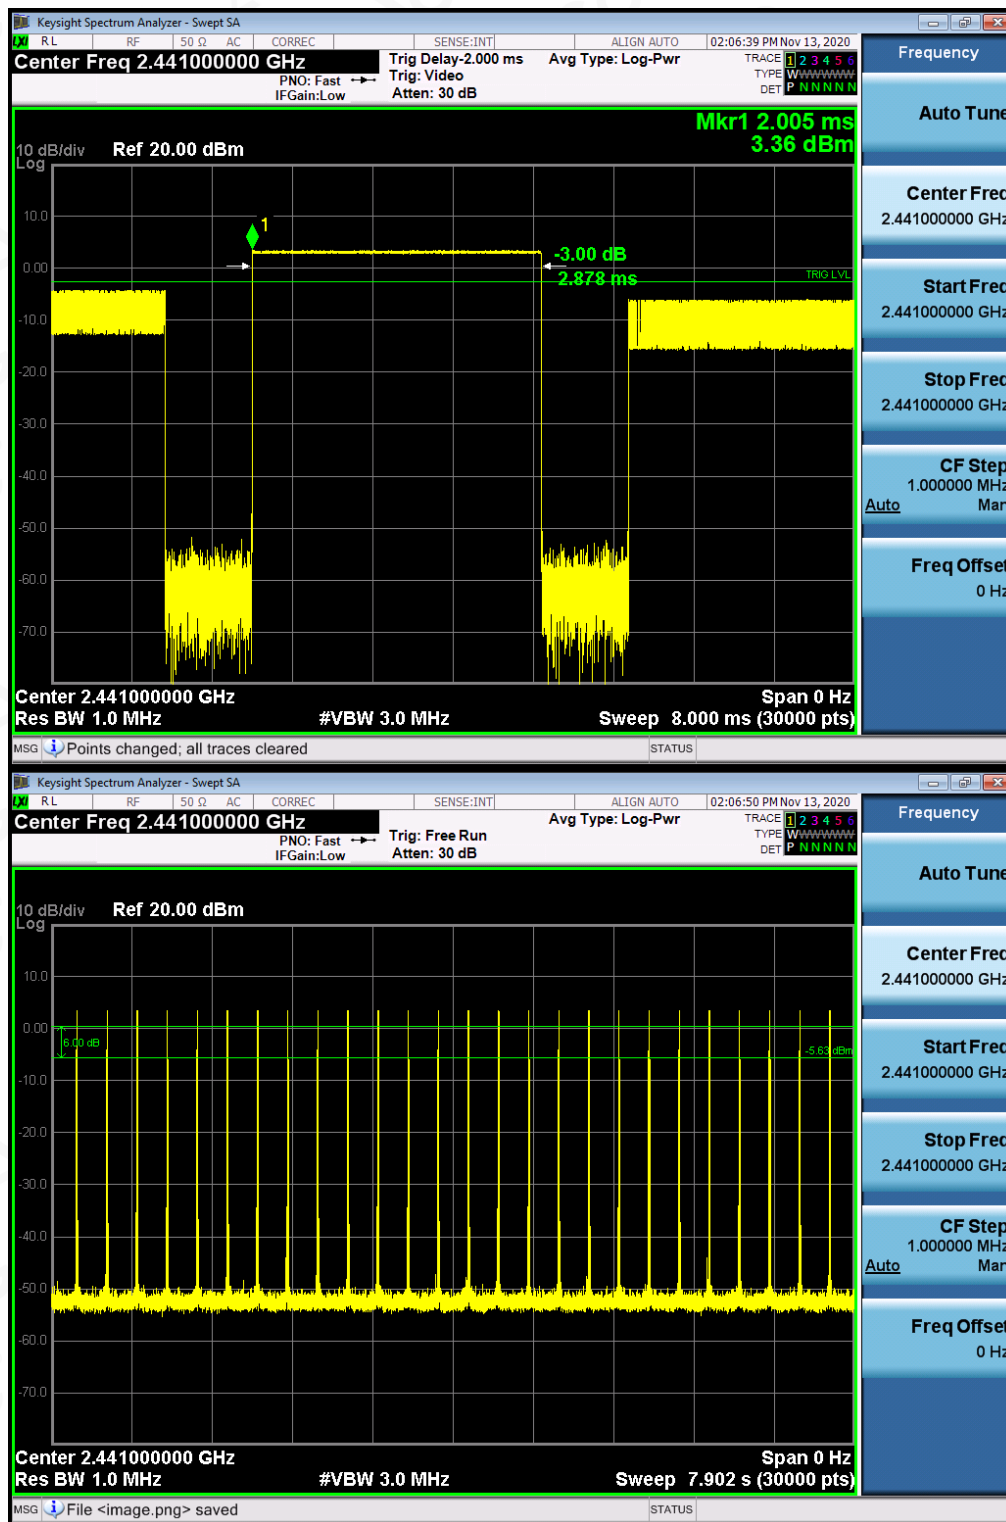 Keysight Spectrum Analyzer - Swept SA
LXI RL RF 50 Ω AC CORREC SENSE:INT ALIGN AUTO 02:06:39 PM Nov 13, 2020
Center Freq 2.441000000 GHz
PNO: Fast
IFGain:Low
Trig Delay-2.000 ms
Trig: Video
Atten: 30 dB
Avg Type: Log-Pwr
TRACE 1 2 3 4 5 6
TYPE WWWWWWW
DET P N N N N N
Mkr1 2.005 ms
3.36 dBm
10 dB/div Ref 20.00 dBm
Log
1
10.0
-3.00 dB
0.00
2.878 ms
TRIG LVL
-10.0
-20.0
-30.0
-40.0
-50.0
-60.0
-70.0
Center 2.441000000 GHz Span 0 Hz
Res BW 1.0 MHz #VBW 3.0 MHz Sweep 8.000 ms (30000 pts)
MSG Points changed; all traces cleared STATUS
Frequency
Auto Tune
Center Freq
2.441000000 GHz
Start Freq
2.441000000 GHz
Stop Freq
2.441000000 GHz
CF Step
1.000000 MHz
Auto Man
Freq Offset
0 Hz
Keysight Spectrum Analyzer - Swept SA
LXI RL RF 50 Ω AC CORREC SENSE:INT ALIGN AUTO 02:06:50 PM Nov 13, 2020
Center Freq 2.441000000 GHz
PNO: Fast
IFGain:Low
Trig: Free Run
Atten: 30 dB
Avg Type: Log-Pwr
TRACE 1 2 3 4 5 6
TYPE WWWWWWW
DET P N N N N N
10 dB/div Ref 20.00 dBm
Log
10.0
0.00
6.00 dB
-5.63 dBm
-10.0
-20.0
-30.0
-40.0
-50.0
-60.0
-70.0
Center 2.441000000 GHz Span 0 Hz
Res BW 1.0 MHz #VBW 3.0 MHz Sweep 7.902 s (30000 pts)
MSG File <image.png> saved STATUS
Frequency
Auto Tune
Center Freq
2.441000000 GHz
Start Freq
2.441000000 GHz
Stop Freq
2.441000000 GHz
CF Step
1.000000 MHz
Auto Man
Freq Offset
0 Hz